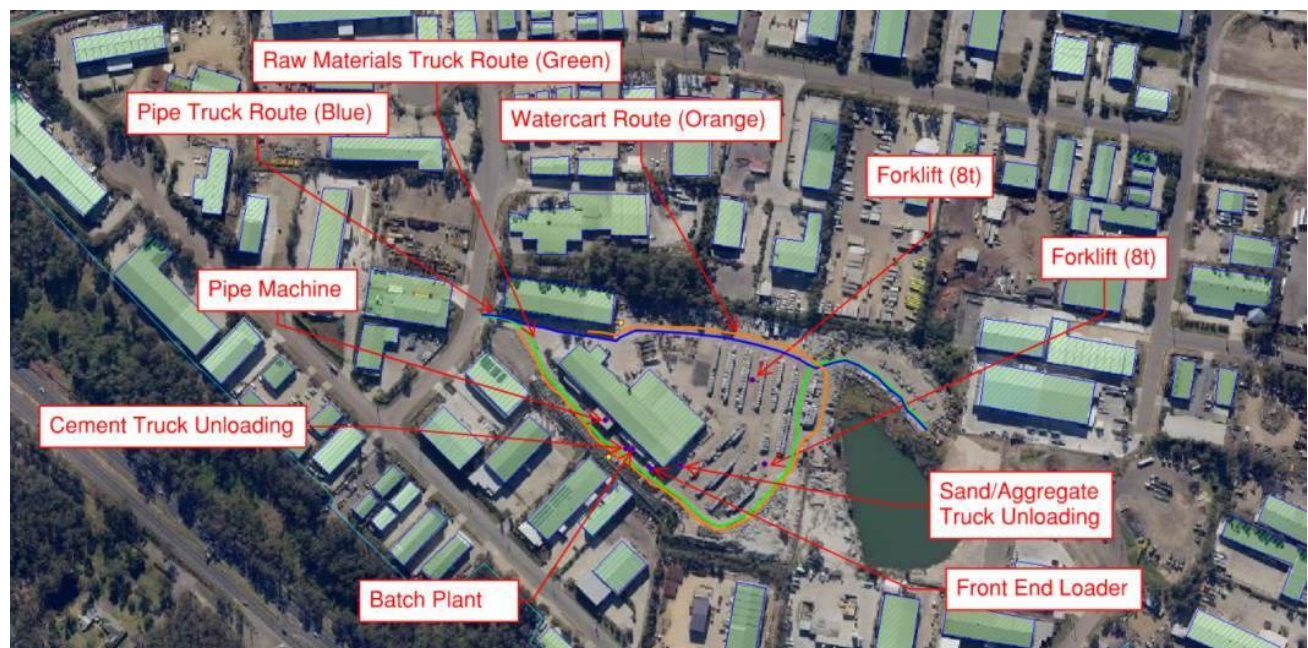 Raw Materials Truck Route (Green)
Pipe Truck Route (Blue)
Watercart Route (Orange)
Forklift (8t)
Forklift (8t)
Pipe Machine
Cement Truck Unloading
Sand/Aggregate
Truck Unloading
Front End Loader
Batch Plant